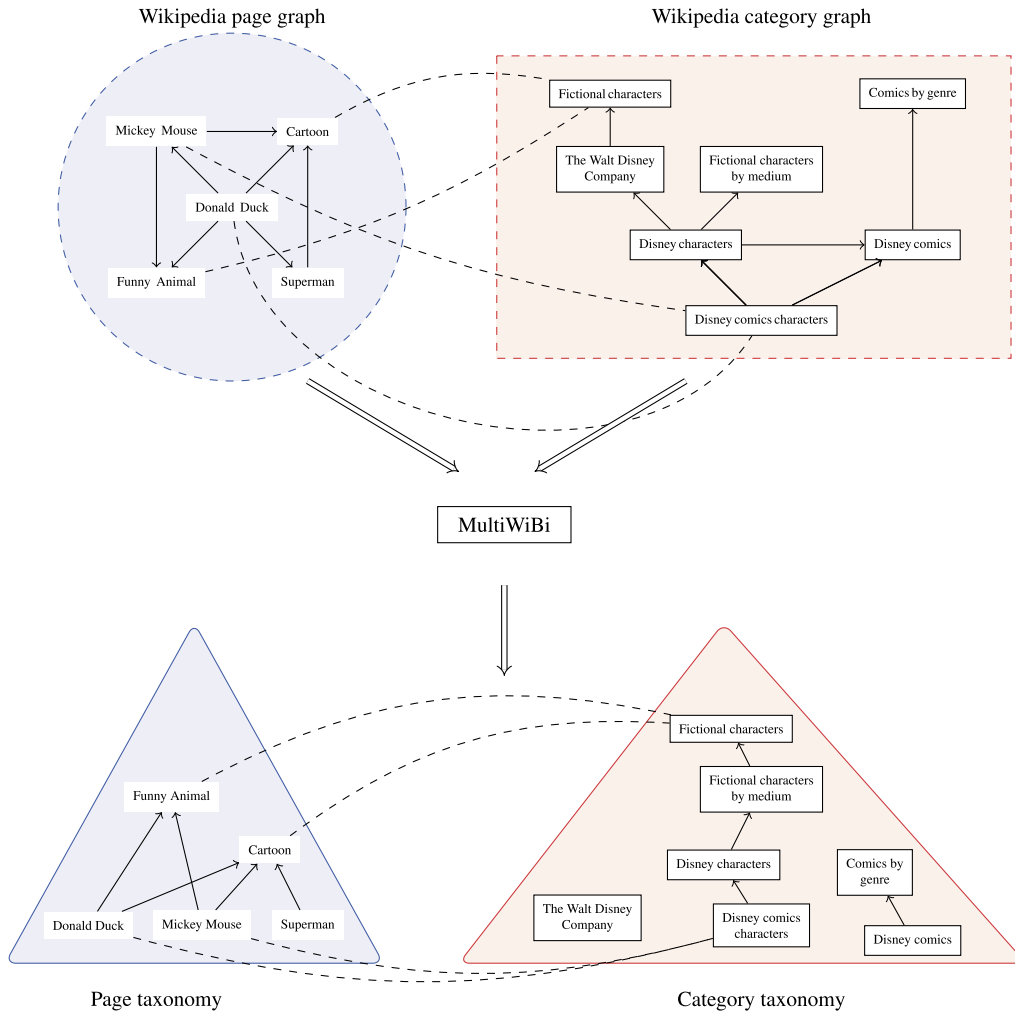 Wikipedia page graph
Wikipedia category graph
Mickey Mouse
Cartoon
Donald Duck
Funny Animal
Superman
Fictional characters
Comics by genre
The Walt Disney
Company
Fictional characters
by medium
Disney characters
Disney comics
Disney comics characters
MultiWiBi
Funny Animal
Cartoon
Donald Duck
Mickey Mouse
Superman
Fictional characters
Fictional characters
by medium
Disney characters
Comics by
genre
The Walt Disney
Company
Disney comics
characters
Disney comics
Page taxonomy
Category taxonomy